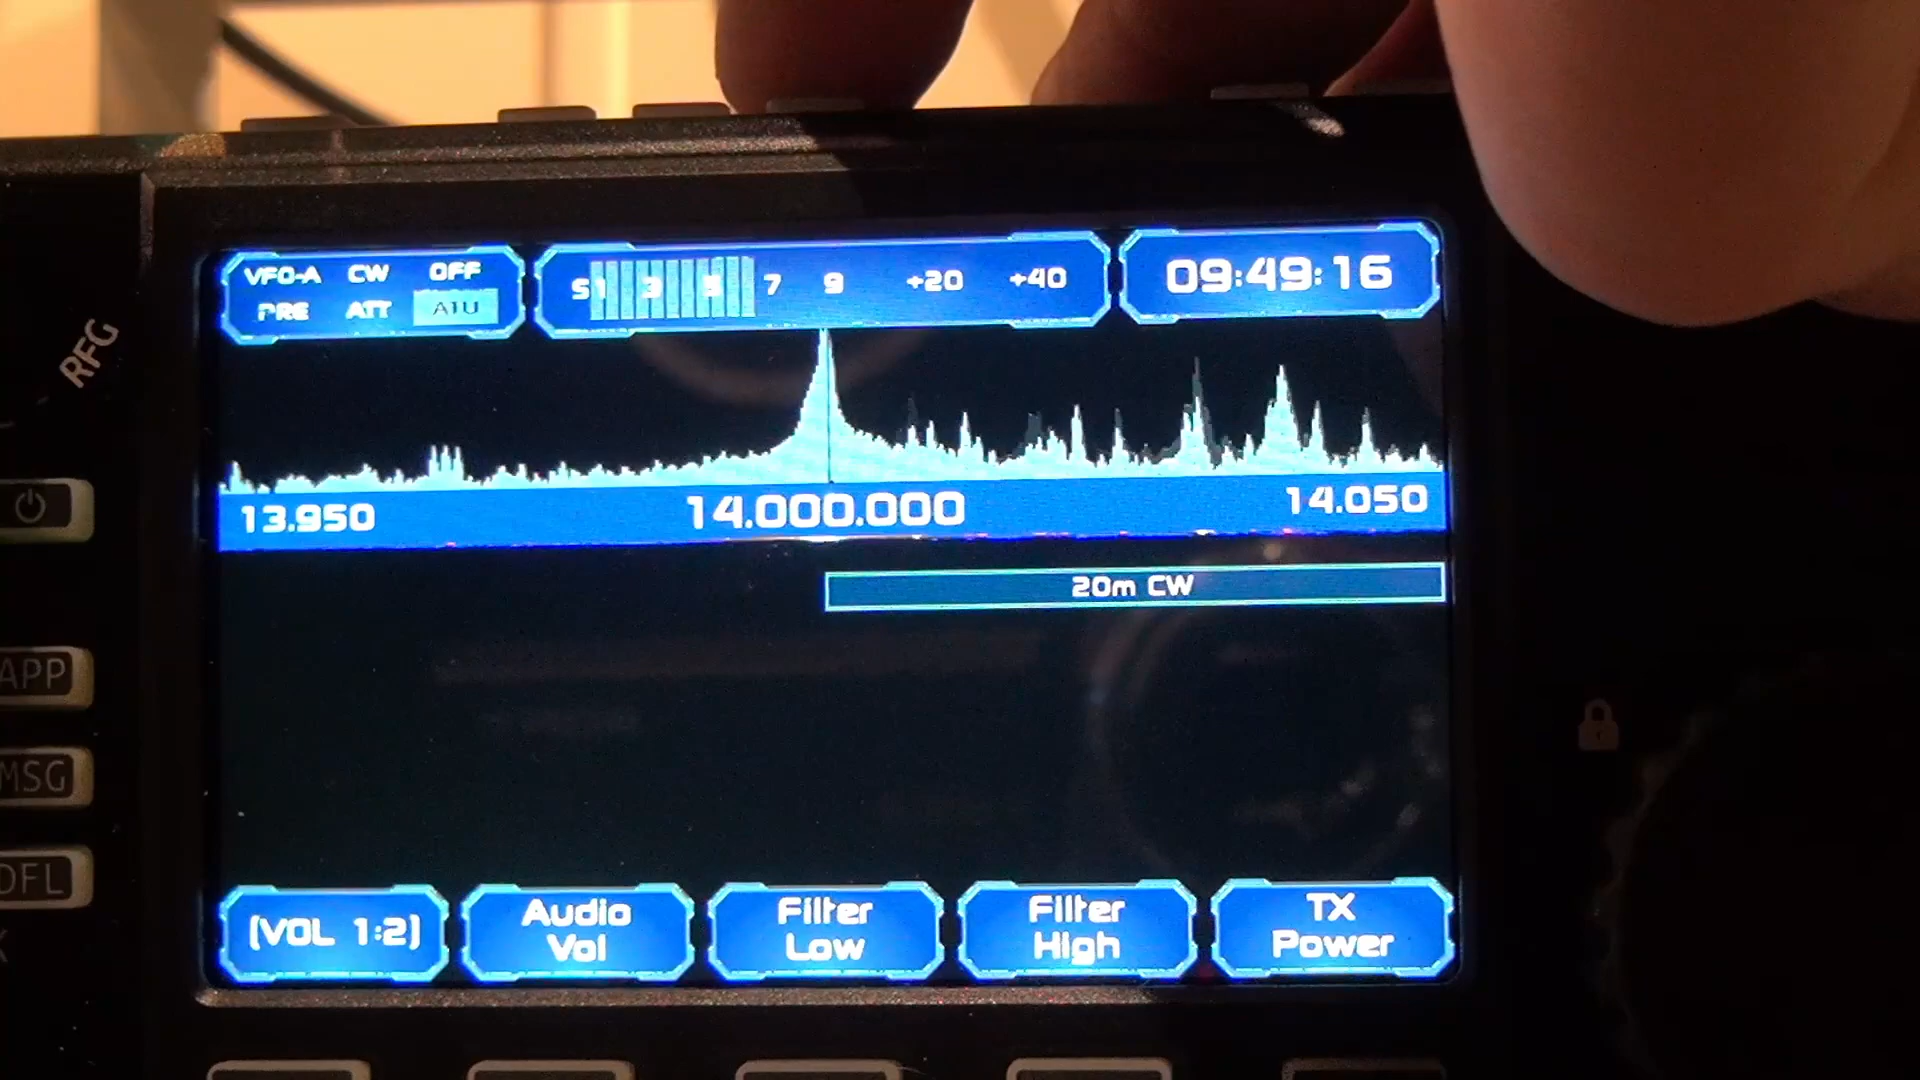 VFO-A CW OFF
PRE ATT ATU
S1 3 5 7 9 +20 +40
09:49:16
RFG
13.950 14.000.000 14.050
20m CW
APP
MSG
DFL
(VOL 1:2)
Audio
Vol
Filter
Low
Filter
High
TX
Power